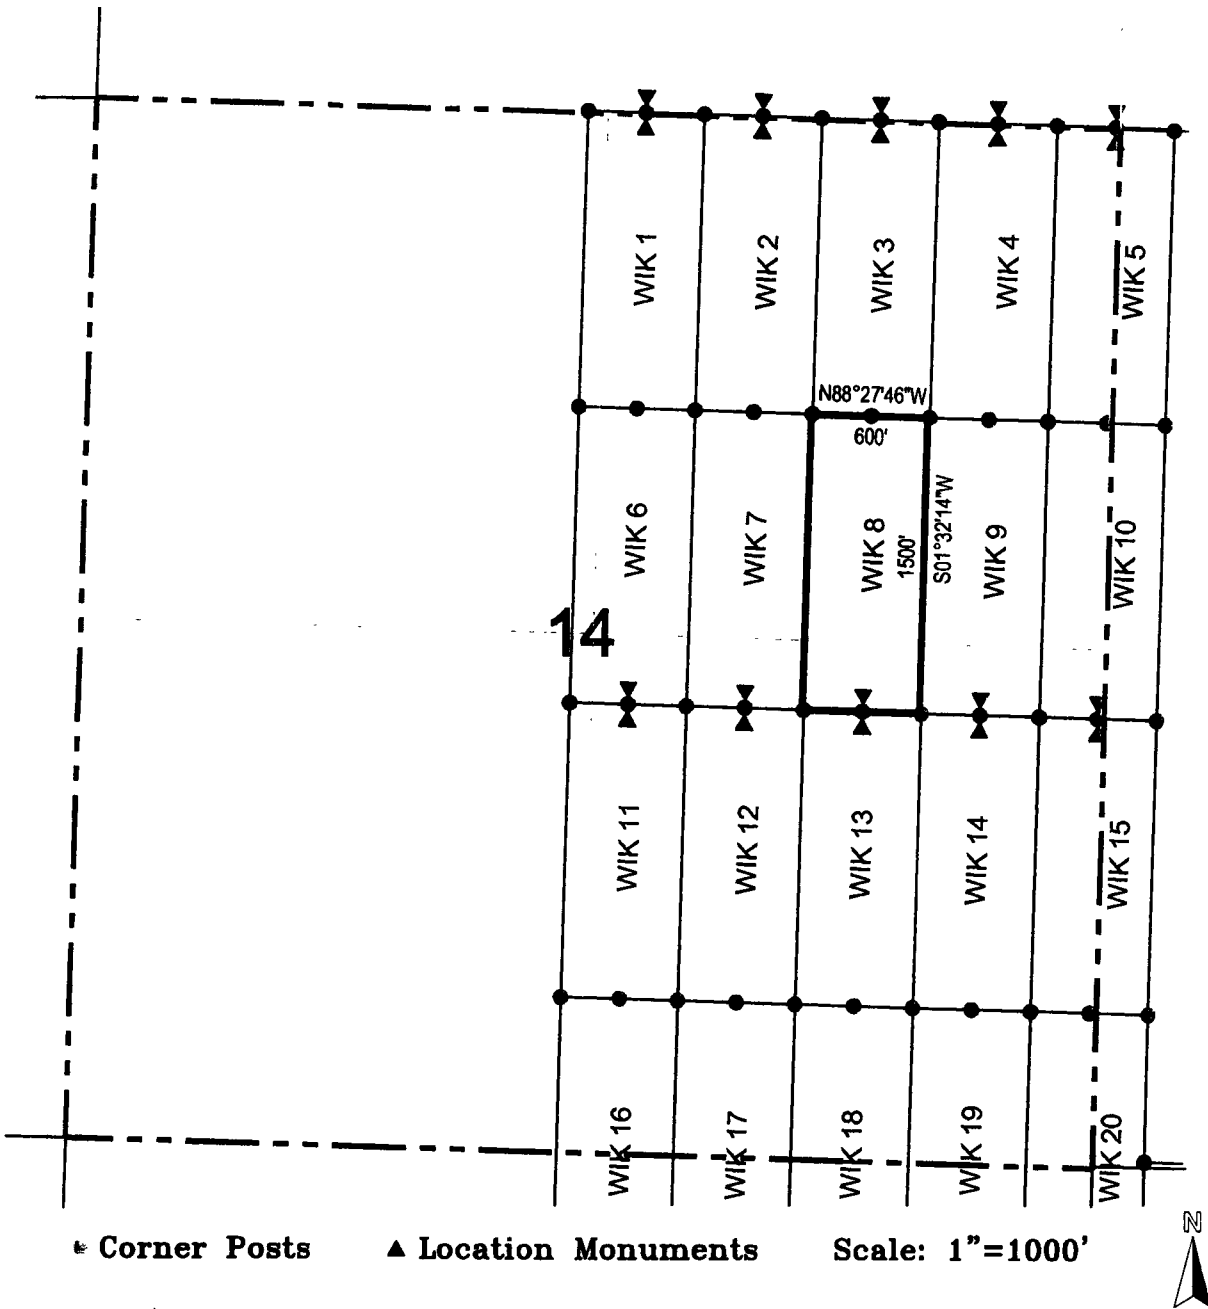 WIK 1
WIK 2
WIK 3
WIK 4
WIK 5
N88°27'46"W
600'
WIK 6
WIK 7
WIK 8
1500'
S01°32'14"W
WIK 9
WIK 10
14
WIK 11
WIK 12
WIK 13
WIK 14
WIK 15
WIK 16
WIK 17
WIK 18
WIK 19
WIK 20
N
Corner Posts
Location Monuments
Scale: 1"=1000'